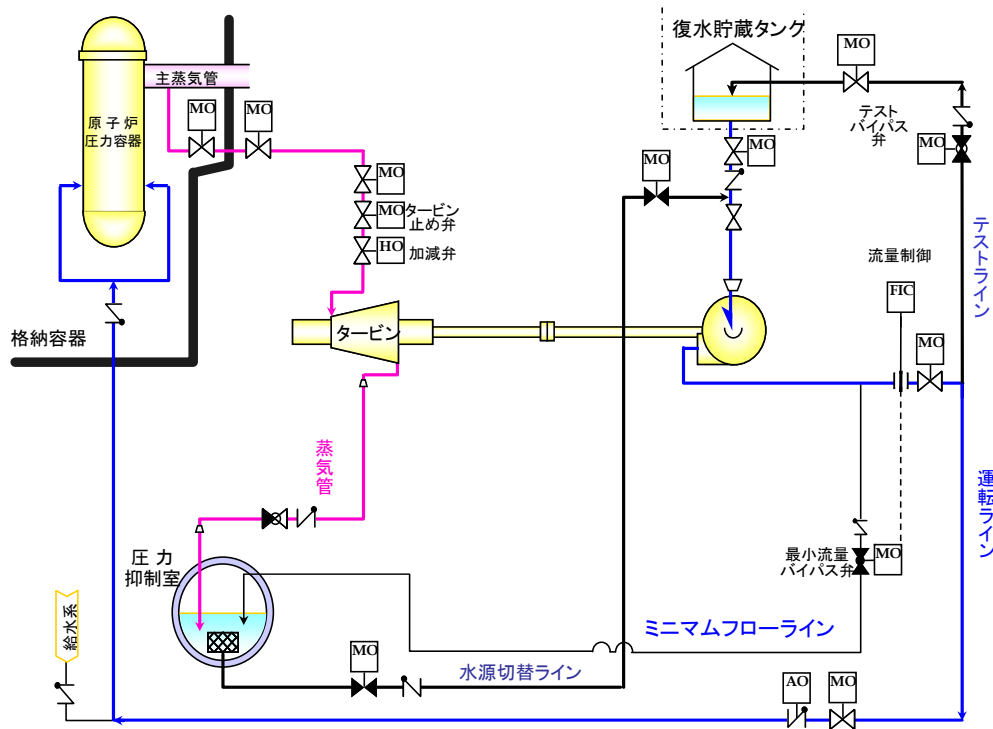 復水貯蔵タンク
MO
主蒸気管
MO
MO
原子炉
圧力容器
テスト
バイパス
弁
MO
MO
MO
MO
MO
タービン
止め弁
HO
加減弁
テストライン
流量制御
FIC
格納容器
タービン
MO
蒸気管
運転ライン
圧力
抑制室
最小流量
バイパス弁
MO
給水系
ミニマムフローライン
MO
水源切替ライン
AO
MO